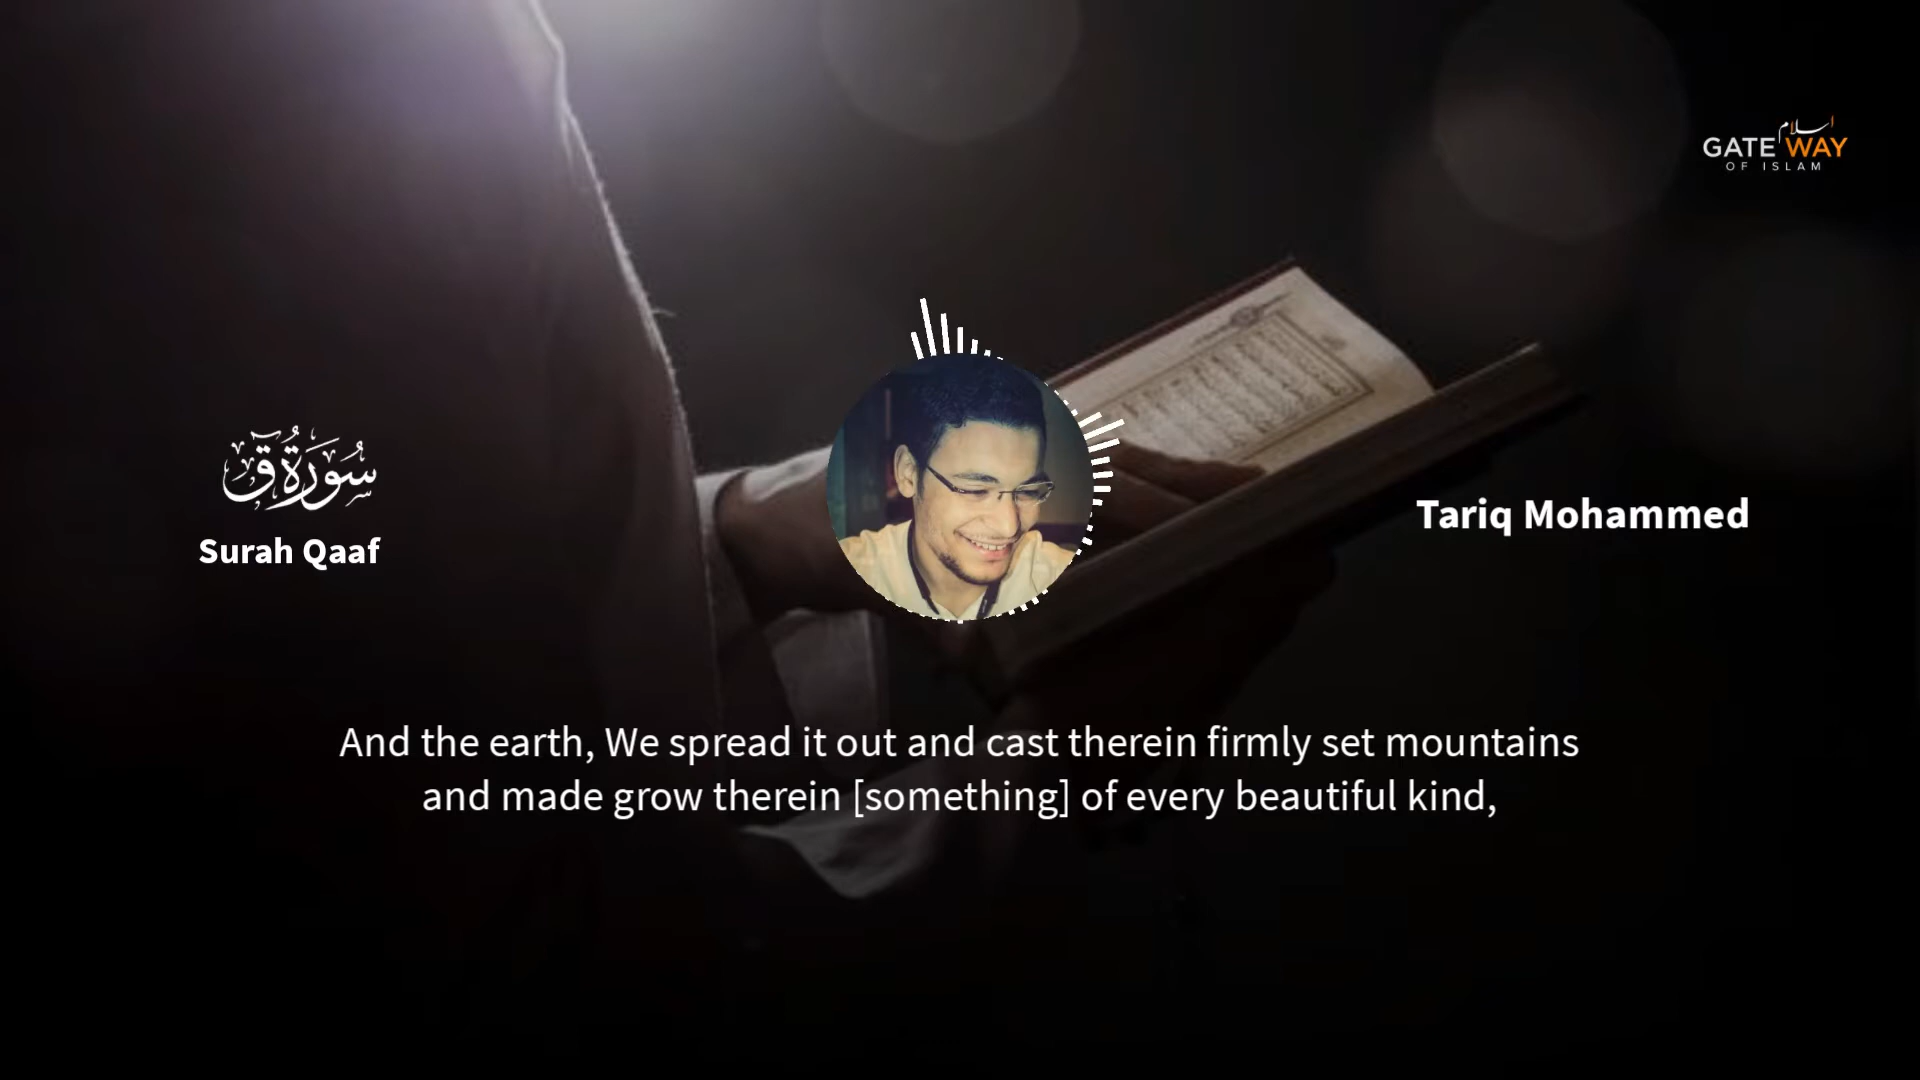 اسلام
GATE WAY
OF ISLAM
سُورَةُ قٓ
Surah Qaaf
Tariq Mohammed
And the earth, We spread it out and cast therein firmly set mountains
and made grow therein [something] of every beautiful kind,